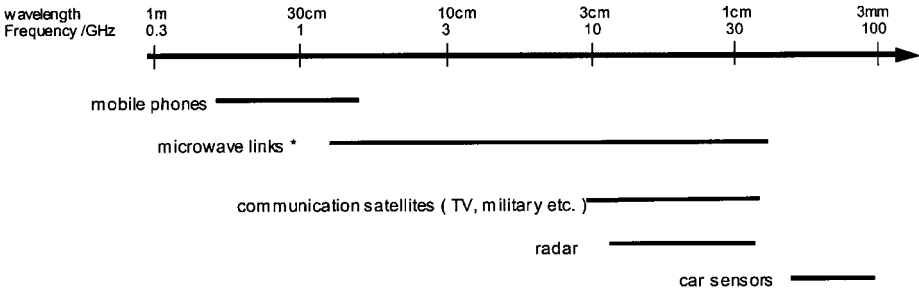 wavelength 1m 30cm 10cm 3cm 1cm 3mm
Frequency /GHz 0.3 1 3 10 30 100
mobile phones
microwave links *
communication satellites ( TV, military etc. )
radar
car sensors